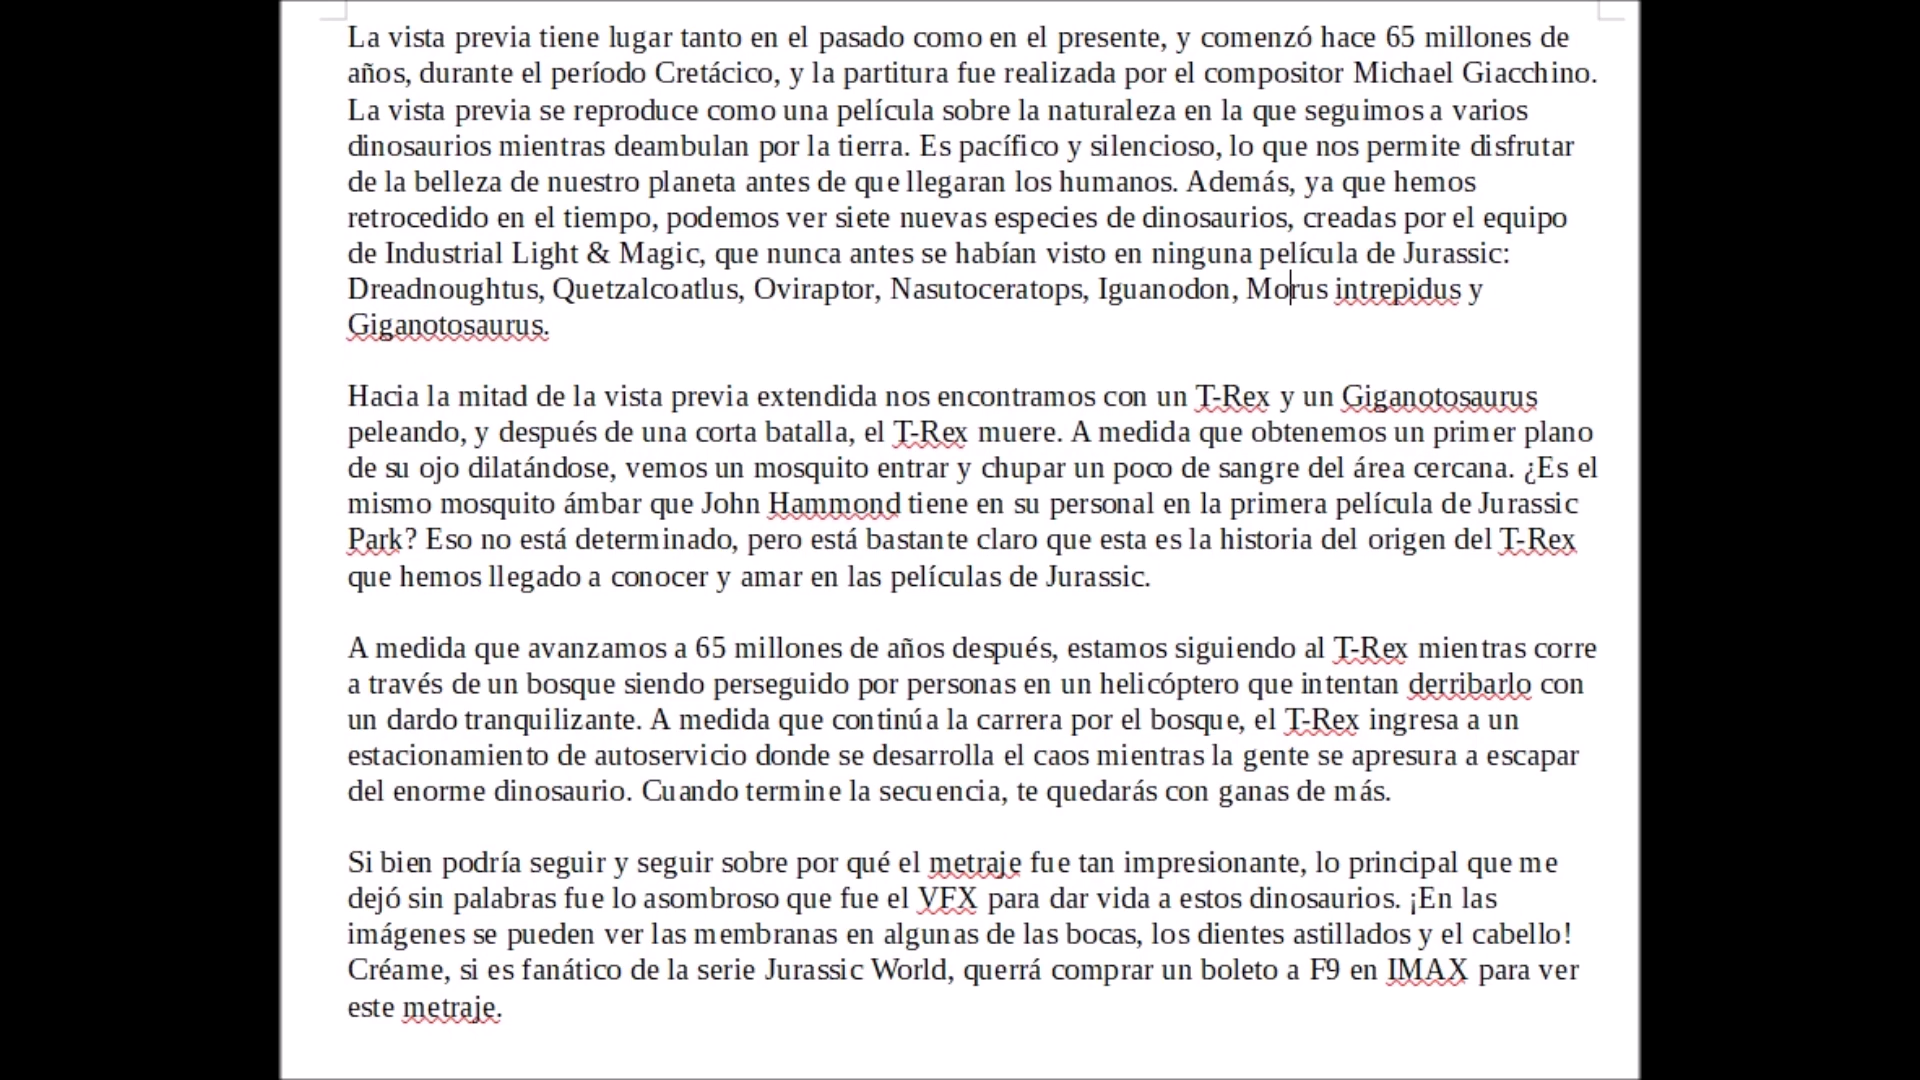 La vista previa tiene lugar tanto en el pasado como en el presente, y comenzó hace 65 millones de
años, durante el período Cretácico, y la partitura fue realizada por el compositor Michael Giacchino.
La vista previa se reproduce como una película sobre la naturaleza en la que seguimos a varios
dinosaurios mientras deambulan por la tierra. Es pacífico y silencioso, lo que nos permite disfrutar
de la belleza de nuestro planeta antes de que llegaran los humanos. Además, ya que hemos
retrocedido en el tiempo, podemos ver siete nuevas especies de dinosaurios, creadas por el equipo
de Industrial Light & Magic, que nunca antes se habían visto en ninguna película de Jurassic:
Dreadnoughtus, Quetzalcoatlus, Oviraptor, Nasutoceratops, Iguanodon, Morus intrepidus y
Giganotosaurus.
Hacia la mitad de la vista previa extendida nos encontramos con un T-Rex y un Giganotosaurus
peleando, y después de una corta batalla, el T-Rex muere. A medida que obtenemos un primer plano
de su ojo dilatándose, vemos un mosquito entrar y chupar un poco de sangre del área cercana. ¿Es el
mismo mosquito ámbar que John Hammond tiene en su personal en la primera película de Jurassic
Park? Eso no está determinado, pero está bastante claro que esta es la historia del origen del T-Rex
que hemos llegado a conocer y amar en las películas de Jurassic.
A medida que avanzamos a 65 millones de años después, estamos siguiendo al T-Rex mientras corre
a través de un bosque siendo perseguido por personas en un helicóptero que intentan derribarlo con
un dardo tranquilizante. A medida que continúa la carrera por el bosque, el T-Rex ingresa a un
estacionamiento de autoservicio donde se desarrolla el caos mientras la gente se apresura a escapar
del enorme dinosaurio. Cuando termine la secuencia, te quedarás con ganas de más.
Si bien podría seguir y seguir sobre por qué el metraje fue tan impresionante, lo principal que me
dejó sin palabras fue lo asombroso que fue el VFX para dar vida a estos dinosaurios. ¡En las
imágenes se pueden ver las membranas en algunas de las bocas, los dientes astillados y el cabello!
Créame, si es fanático de la serie Jurassic World, querrá comprar un boleto a F9 en IMAX para ver
este metraje.